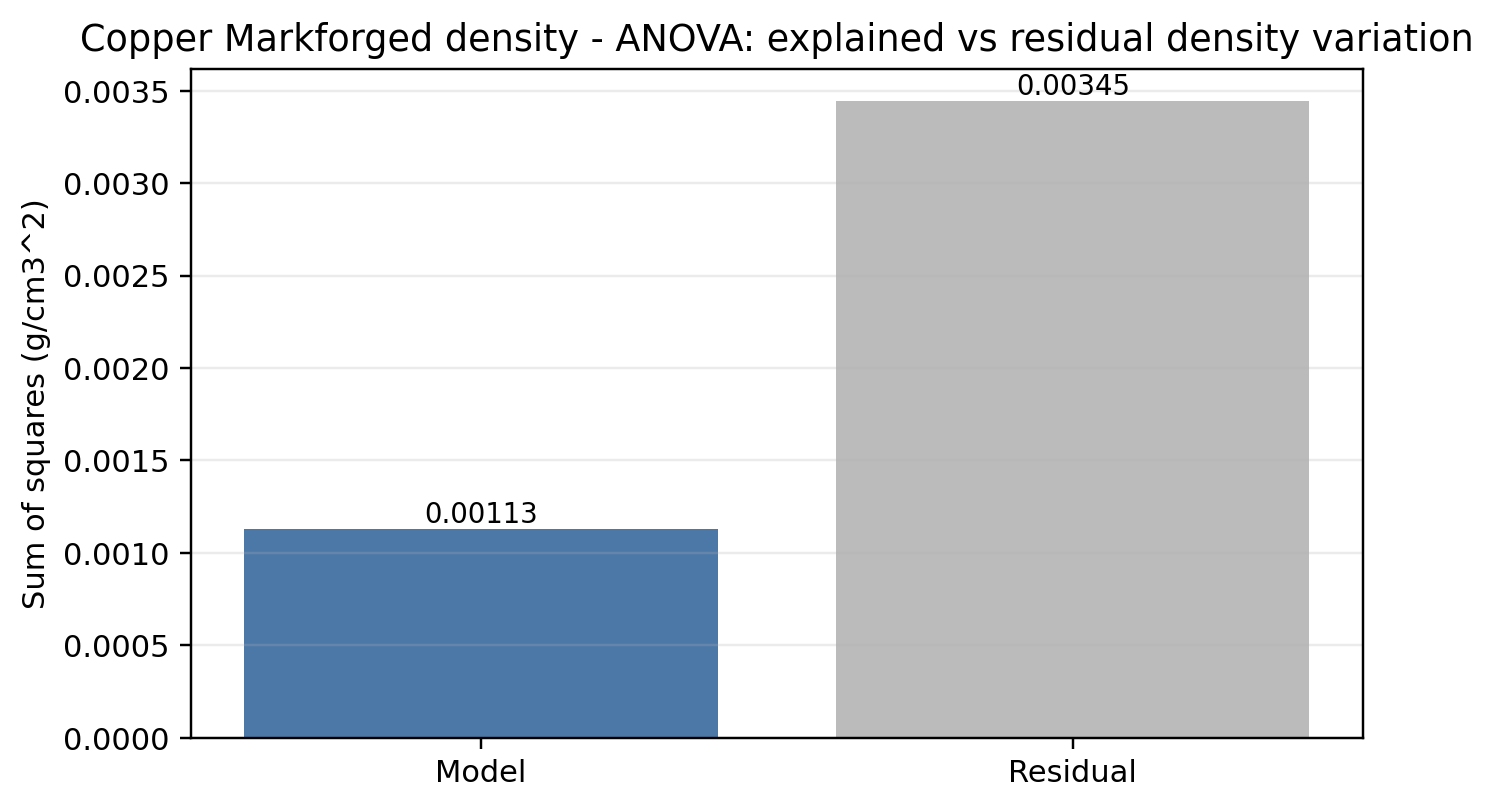 Copper Markforged density - ANOVA: explained vs residual density variation
Sum of squares (g/cm3^2)
0.0035
0.0030
0.0025
0.0020
0.0015
0.0010
0.0005
0.0000
0.00113
0.00345
Model
Residual